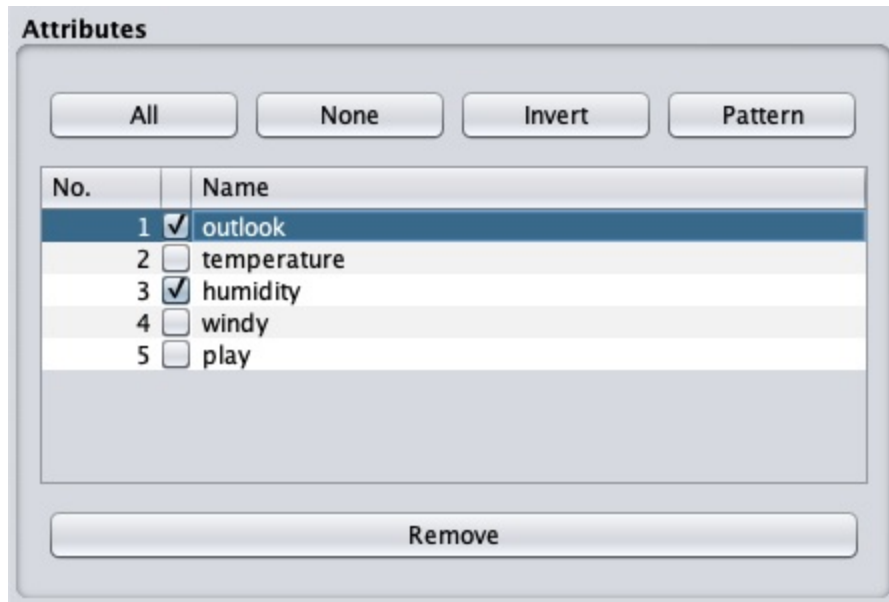 Attributes
All None Invert Pattern
No. Name
1 outlook
2 temperature
3 humidity
4 windy
5 play
Remove